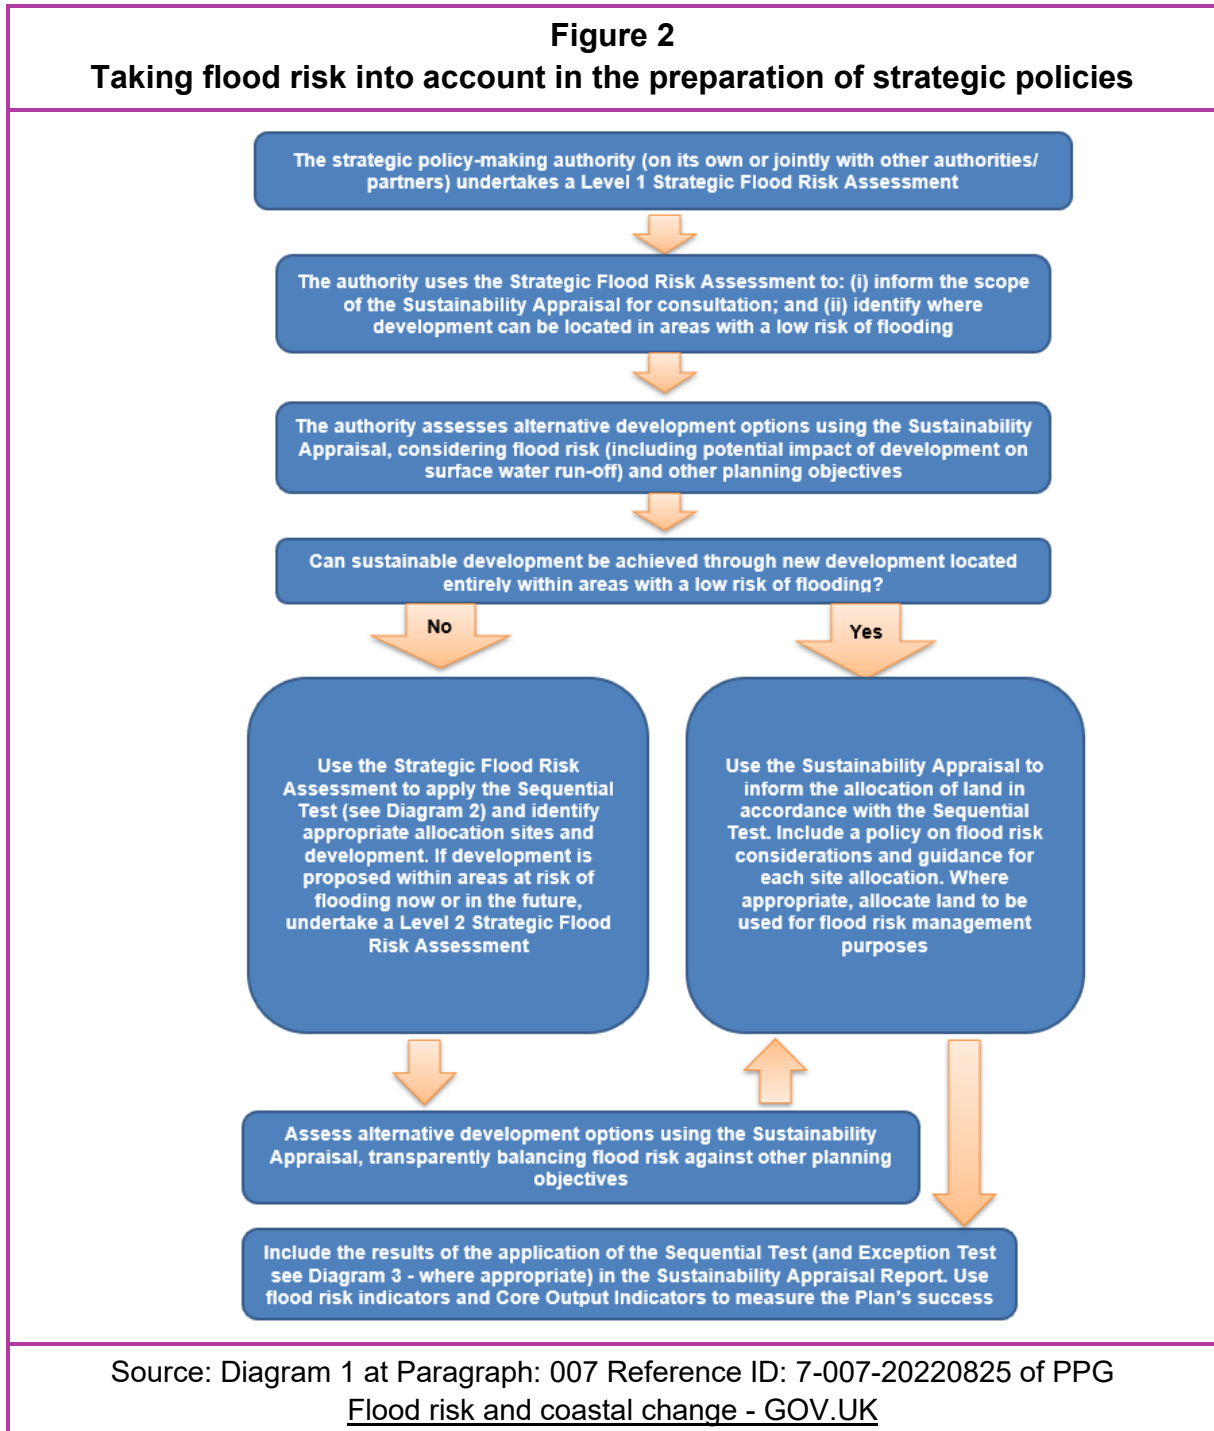 Figure 2
Taking flood risk into account in the preparation of strategic policies
The strategic policy-making authority (on its own or jointly with other authorities/
partners) undertakes a Level 1 Strategic Flood Risk Assessment
The authority uses the Strategic Flood Risk Assessment to: (i) inform the scope
of the Sustainability Appraisal for consultation; and (ii) identify where
development can be located in areas with a low risk of flooding
The authority assesses alternative development options using the Sustainability
Appraisal, considering flood risk (including potential impact of development on
surface water run-off) and other planning objectives
Can sustainable development be achieved through new development located
entirely within areas with a low risk of flooding?
No
Yes
Use the Strategic Flood Risk
Assessment to apply the Sequential
Test (see Diagram 2) and identify
appropriate allocation sites and
development. If development is
proposed within areas at risk of
flooding now or in the future,
undertake a Level 2 Strategic Flood
Risk Assessment
Use the Sustainability Appraisal to
inform the allocation of land in
accordance with the Sequential
Test. Include a policy on flood risk
considerations and guidance for
each site allocation. Where
appropriate, allocate land to be
used for flood risk management
purposes
Assess alternative development options using the Sustainability
Appraisal, transparently balancing flood risk against other planning
objectives
Include the results of the application of the Sequential Test (and Exception Test
see Diagram 3 - where appropriate) in the Sustainability Appraisal Report. Use
flood risk indicators and Core Output Indicators to measure the Plan's success
Source: Diagram 1 at Paragraph: 007 Reference ID: 7-007-20220825 of PPG
Flood risk and coastal change - GOV.UK